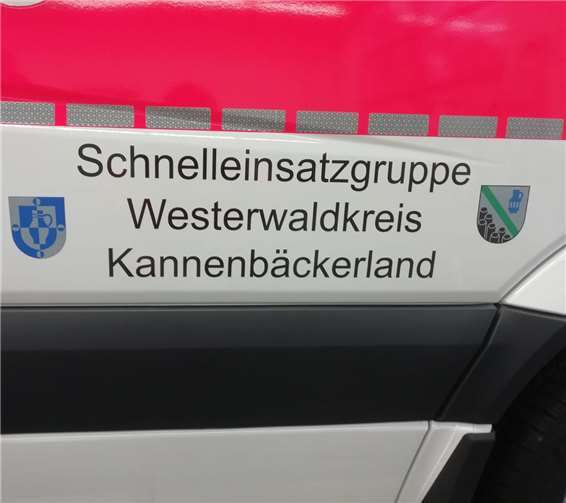 Schnelleinsatzgruppe
Westerwaldkreis
Kannenbäckerland